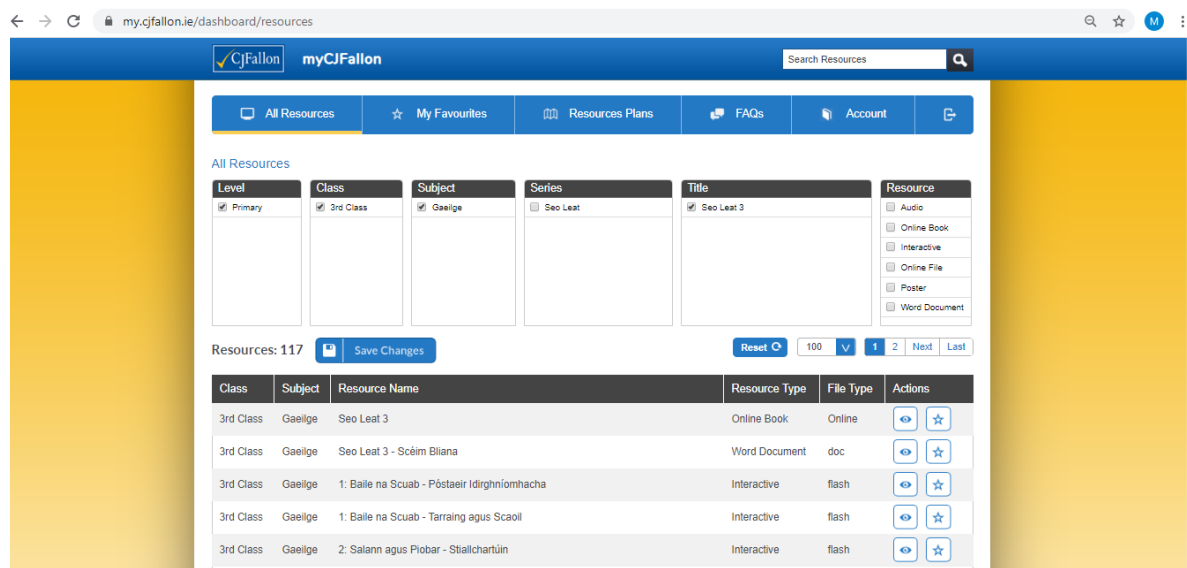 my.cjfallon.ie/dashboard/resources M
CJFallon myCJFallon Search Resources
All Resources My Favourites Resources Plans FAQs Account
All Resources
Level Class Subject Series Title Resource
Primary 3rd Class Gaeilge Seo Leat Seo Leat 3 Audio
Online Book
Interactive
Online File
Poster
Word Document
Resources: 117 Save Changes Reset 100 V 1 2 Next Last
Class Subject Resource Name Resource Type File Type Actions
3rd Class Gaeilge Seo Leat 3 Online Book Online
3rd Class Gaeilge Seo Leat 3 - Scéim Bliana Word Document doc
3rd Class Gaeilge 1: Baile na Scuab - Póstaeir Idirghníomhacha Interactive flash
3rd Class Gaeilge 1: Baile na Scuab - Tarraing agus Scaoil Interactive flash
3rd Class Gaeilge 2: Salann agus Piobar - Stiallchartúin Interactive flash